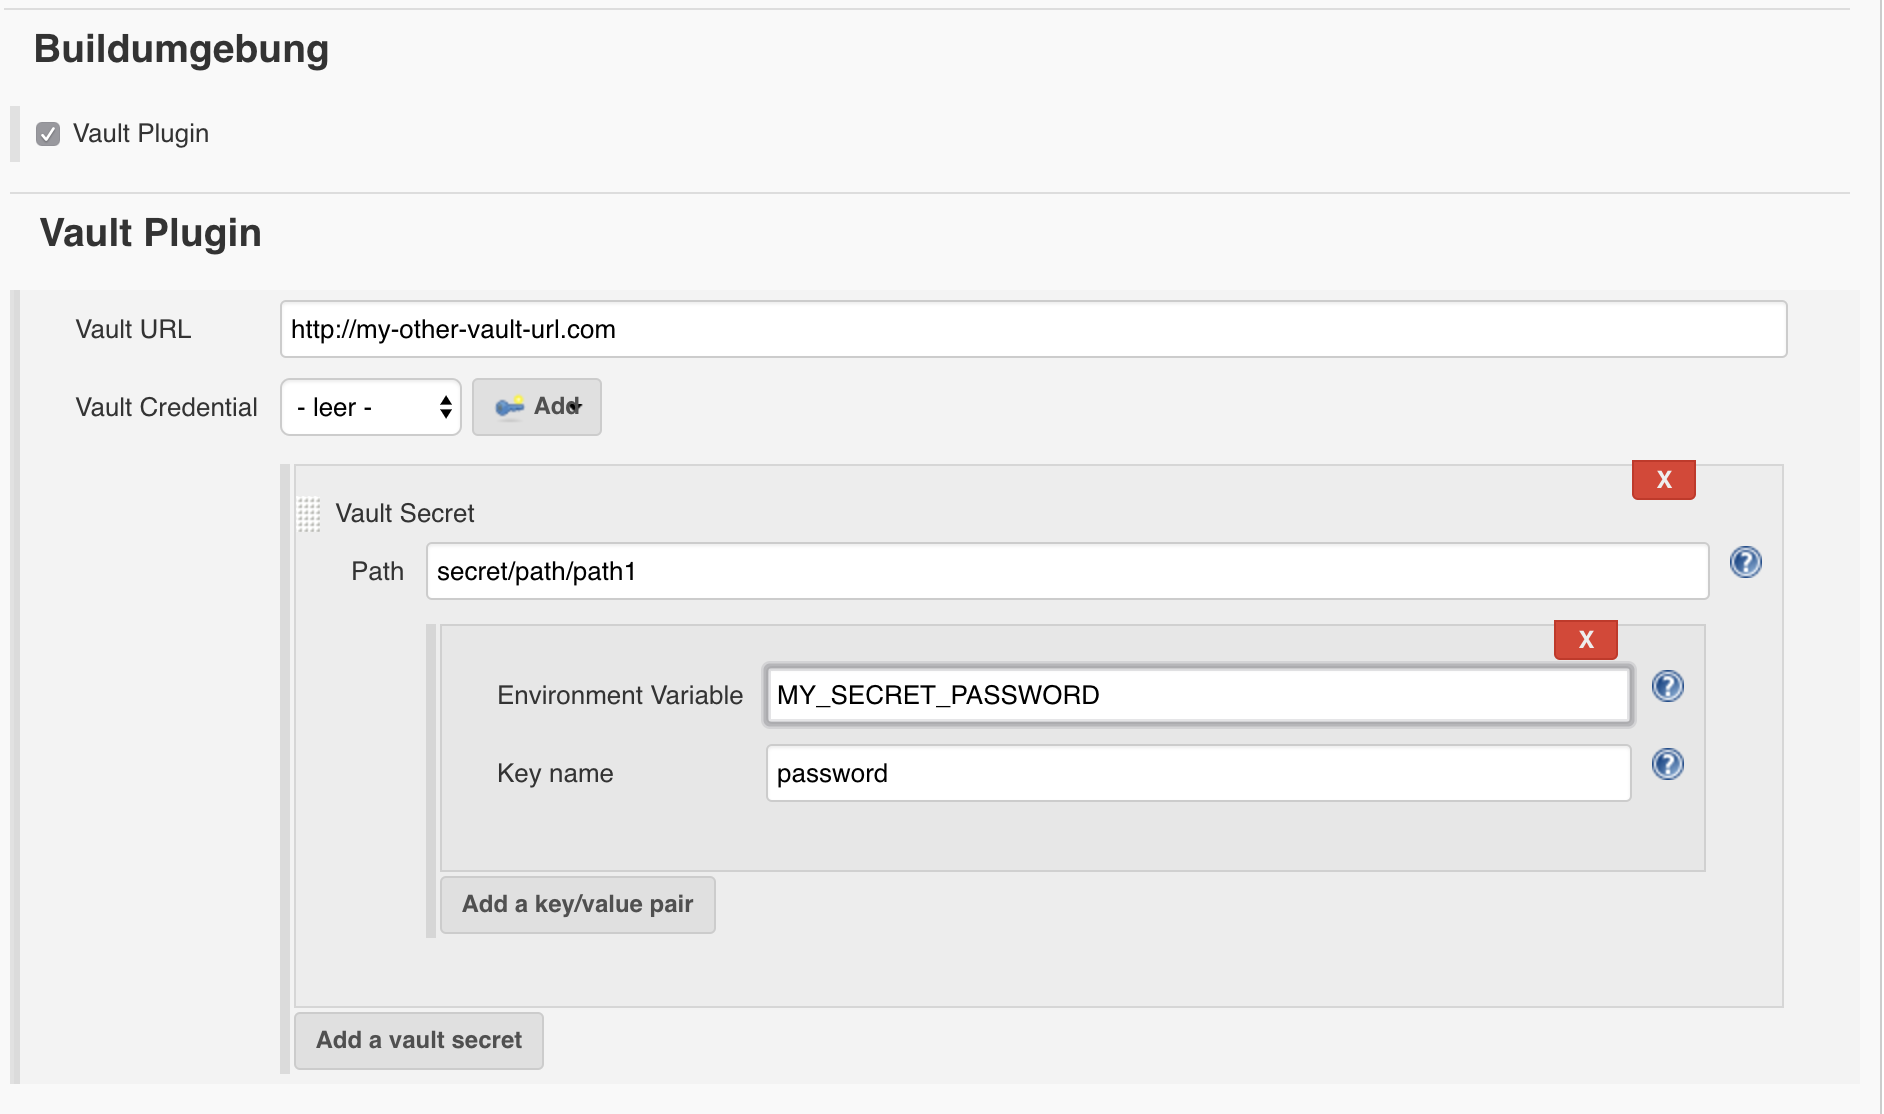 Buildumgebung
Vault Plugin
Vault Plugin
Vault URL http://my-other-vault-url.com
Vault Credential - leer - Add
X
Vault Secret
Path secret/path/path1
X
Environment Variable MY_SECRET_PASSWORD
Key name password
Add a key/value pair
Add a vault secret